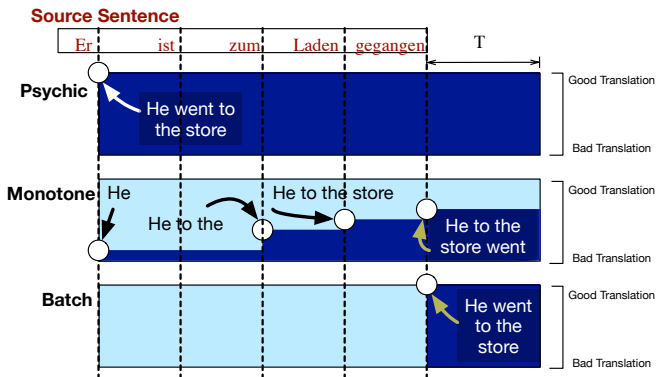 Source Sentence
Er ist zum Laden gegangen T
Psychic
He went to
the store
Good Translation
Bad Translation
Monotone
He
He to the
He to the store
He to the
store went
Good Translation
Bad Translation
Batch
He went
to the
store
Good Translation
Bad Translation